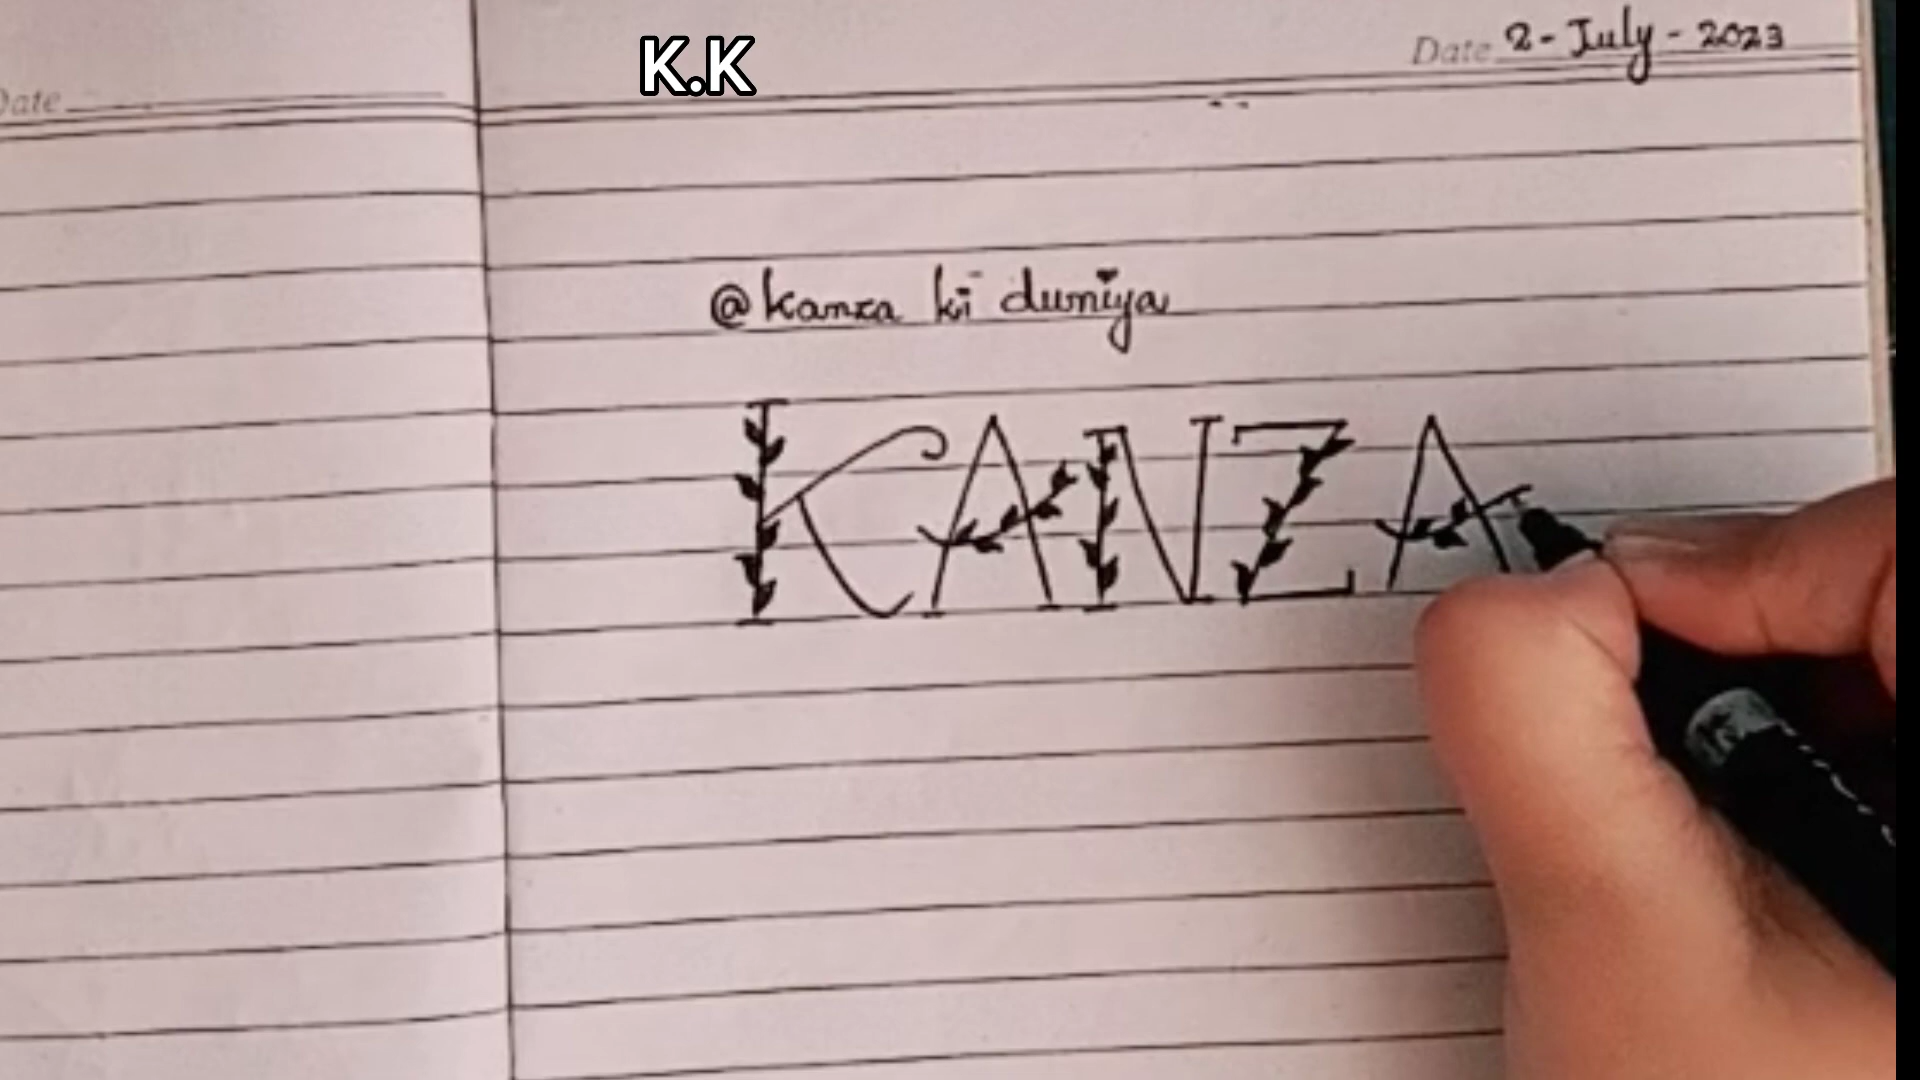 K.K
Date 2-July-2023
Date
@kanza ki duniya
KANZA